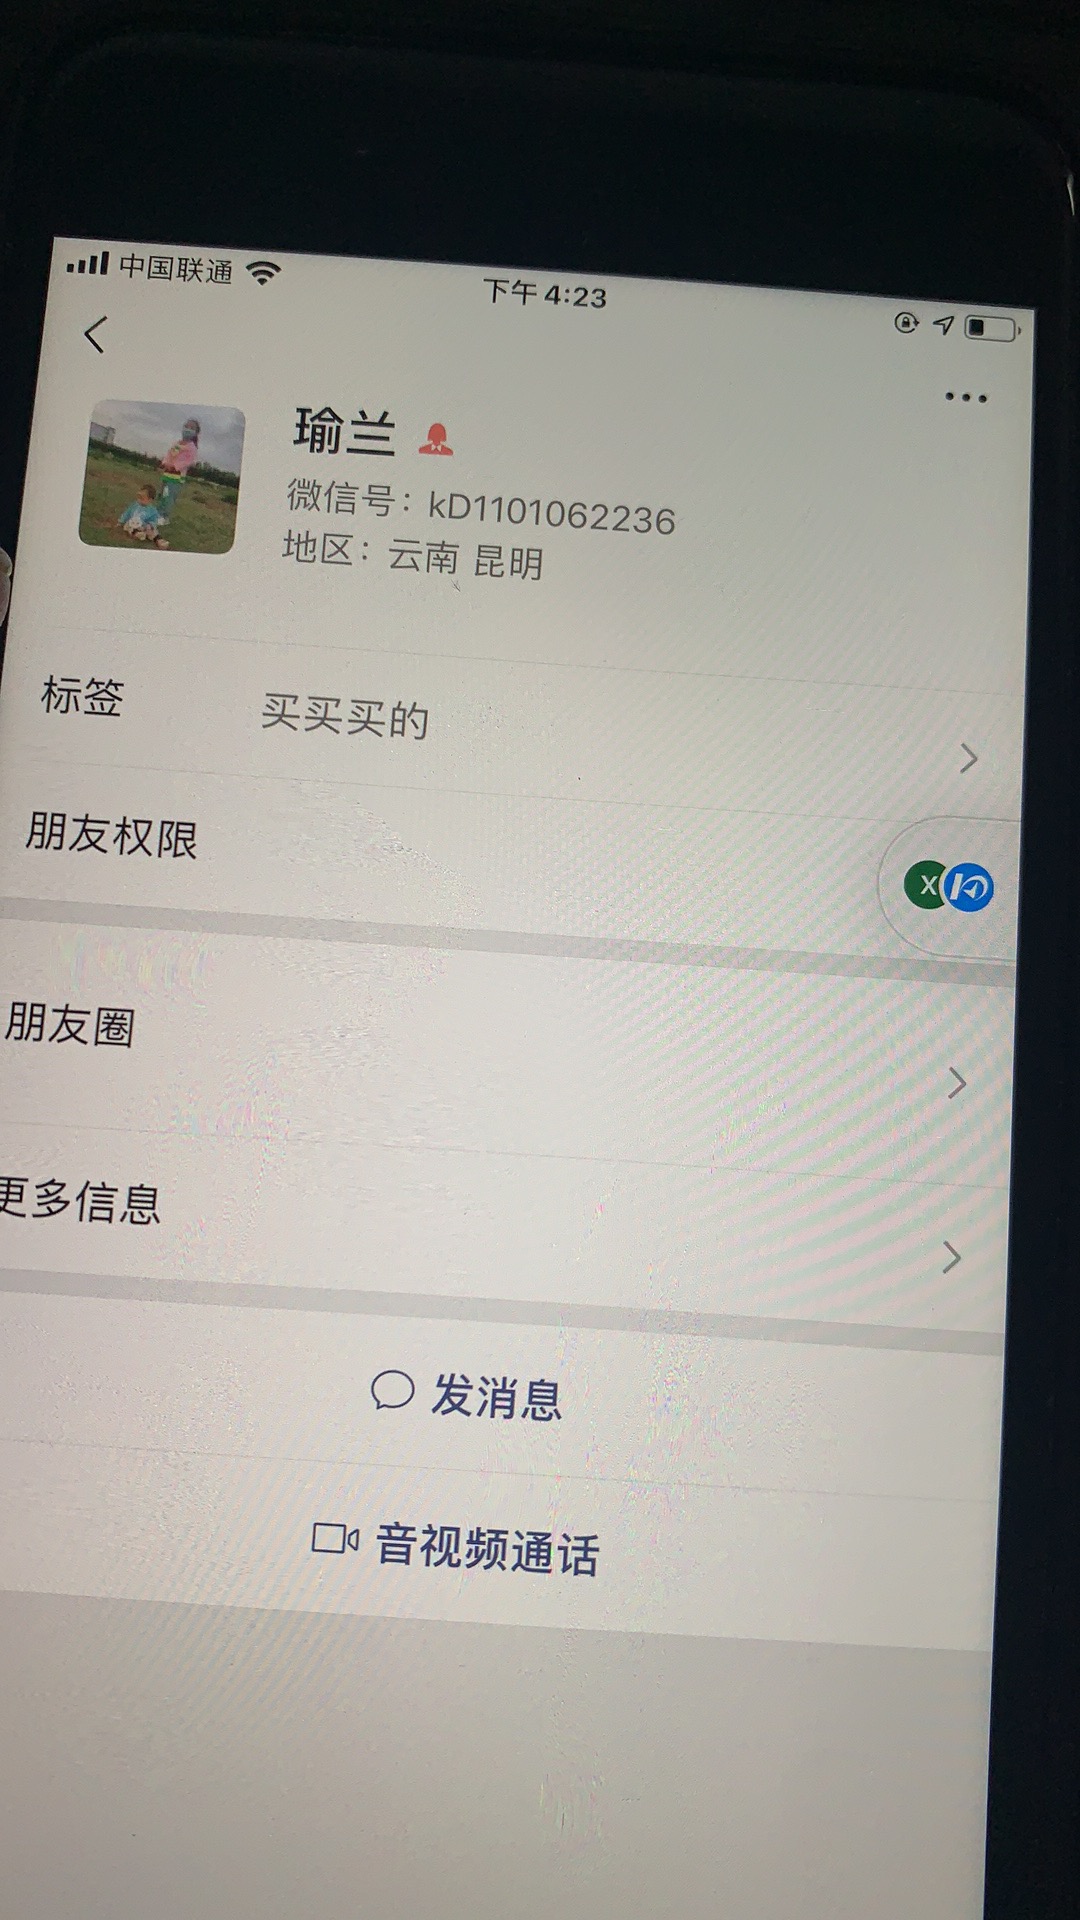 中国联通
下午 4:23
瑜兰
微信号：kD1101062236
地区：云南 昆明
标签
买买买的
朋友权限
X
朋友圈
更多信息
发消息
音视频通话